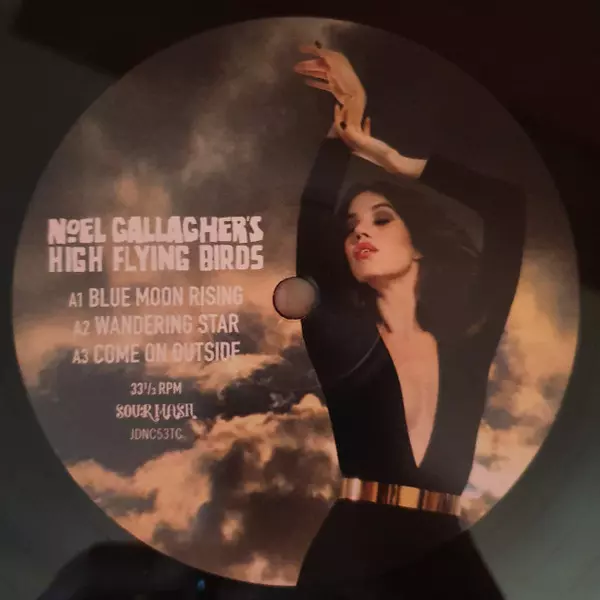 NOEL GALLAGHER'S
HIGH FLYING BIRDS
A1 BLUE MOON RISING
A2 WANDERING STAR
A3 COME ON OUTSIDE
33⅓ RPM
SOUR MASH
JDNC53TC